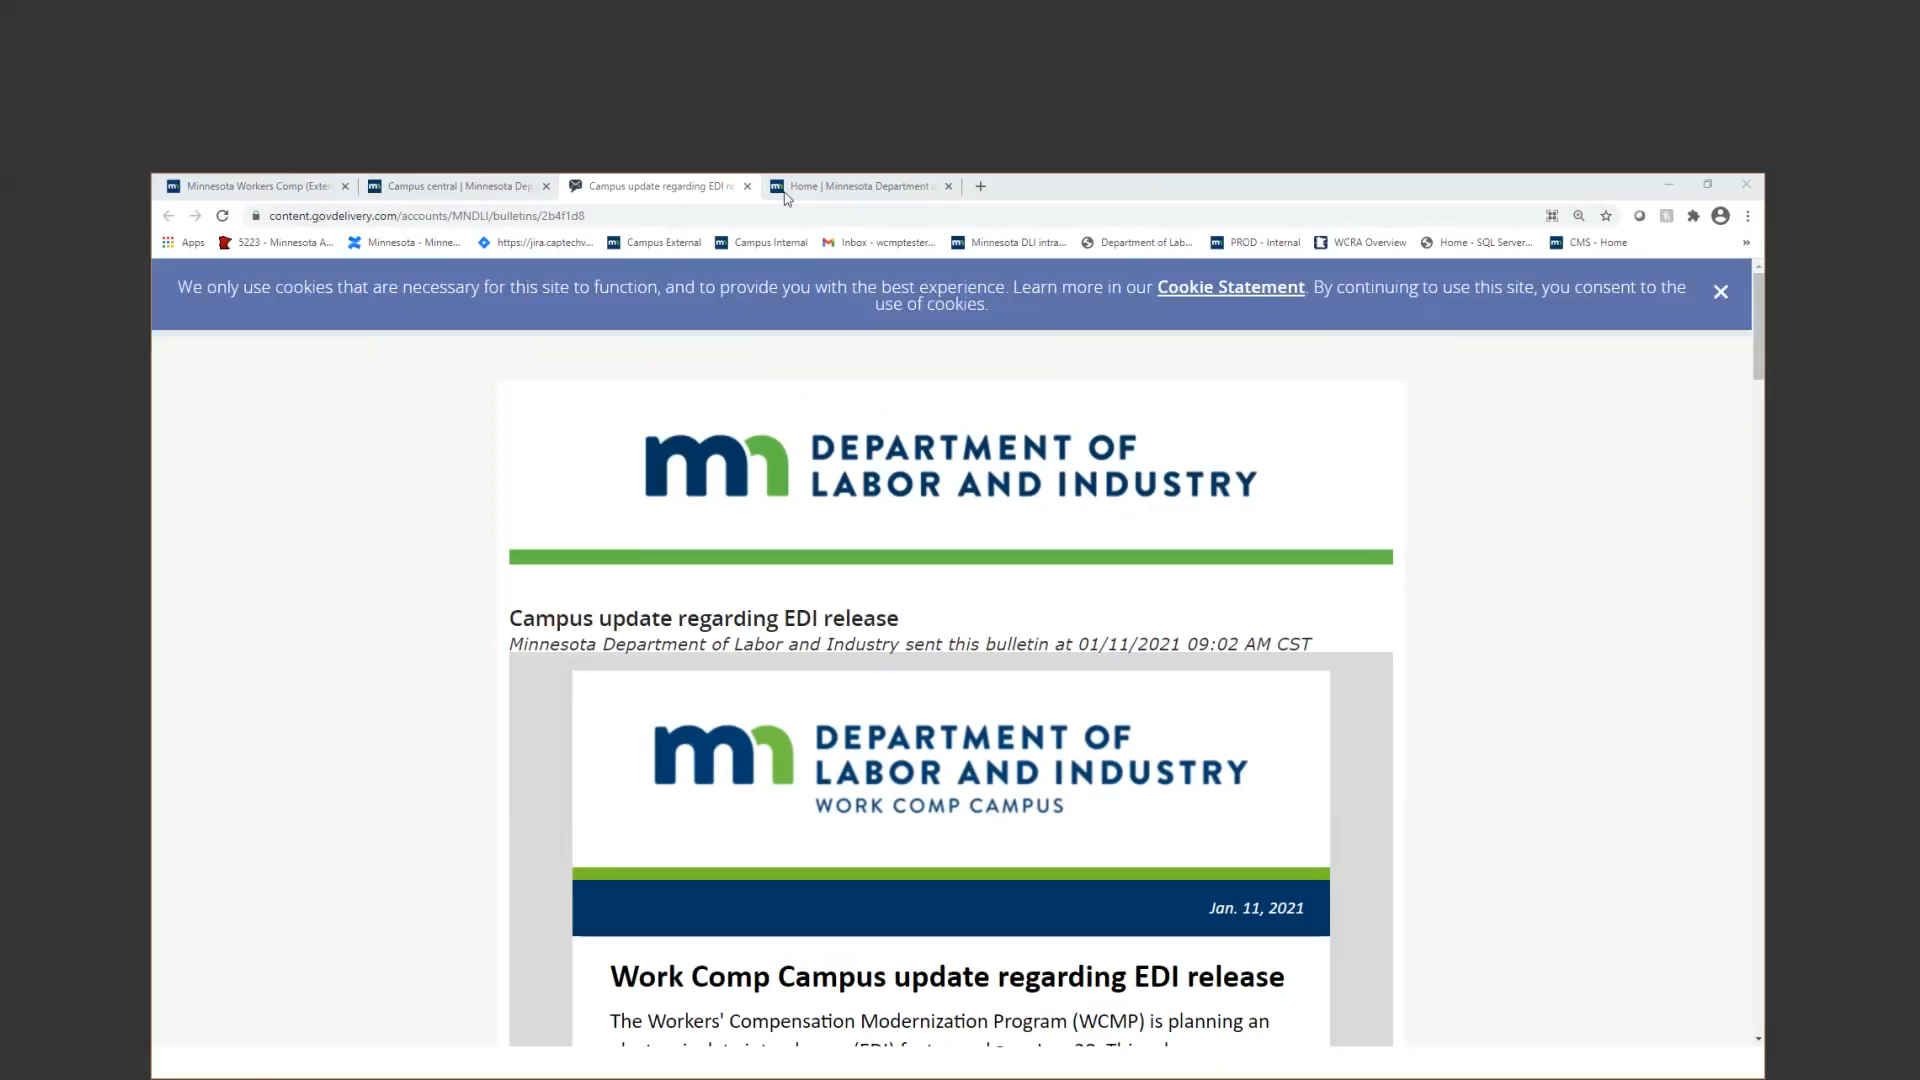 Minnesota Workers Comp (Exter
Campus central | Minnesota Dep
Campus update regarding EDI re
Home | Minnesota Department o
content.govdelivery.com/accounts/MNDLI/bulletins/2b4f1d8
Apps
5223 - Minnesota A...
Minnesota - Minne...
https://jira.captechv...
Campus External
Campus Internal
Inbox - wcmptester...
Minnesota DLI intra...
Department of Lab...
PROD - Internal
WCRA Overview
Home - SQL Server...
CMS - Home
We only use cookies that are necessary for this site to function, and to provide you with the best experience. Learn more in our Cookie Statement. By continuing to use this site, you consent to the
use of cookies.
mn DEPARTMENT OF
LABOR AND INDUSTRY
Campus update regarding EDI release
Minnesota Department of Labor and Industry sent this bulletin at 01/11/2021 09:02 AM CST
mn DEPARTMENT OF
LABOR AND INDUSTRY
WORK COMP CAMPUS
Jan. 11, 2021
Work Comp Campus update regarding EDI release
The Workers' Compensation Modernization Program (WCMP) is planning an